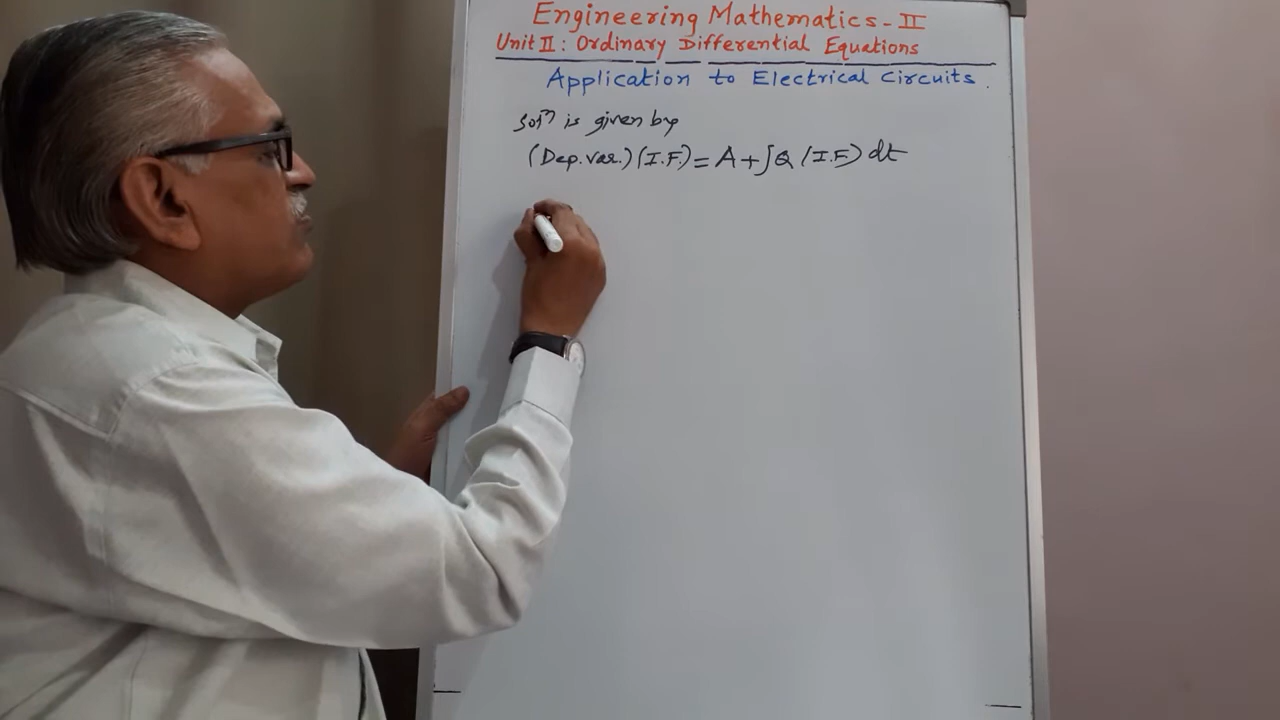 Engineering Mathematics - II
Unit II : Ordinary Differential Equations
Application to Electrical Circuits.
Solⁿ is given by
(Dep. var.) (I.F.) = A + ∫Q (I.F) dt